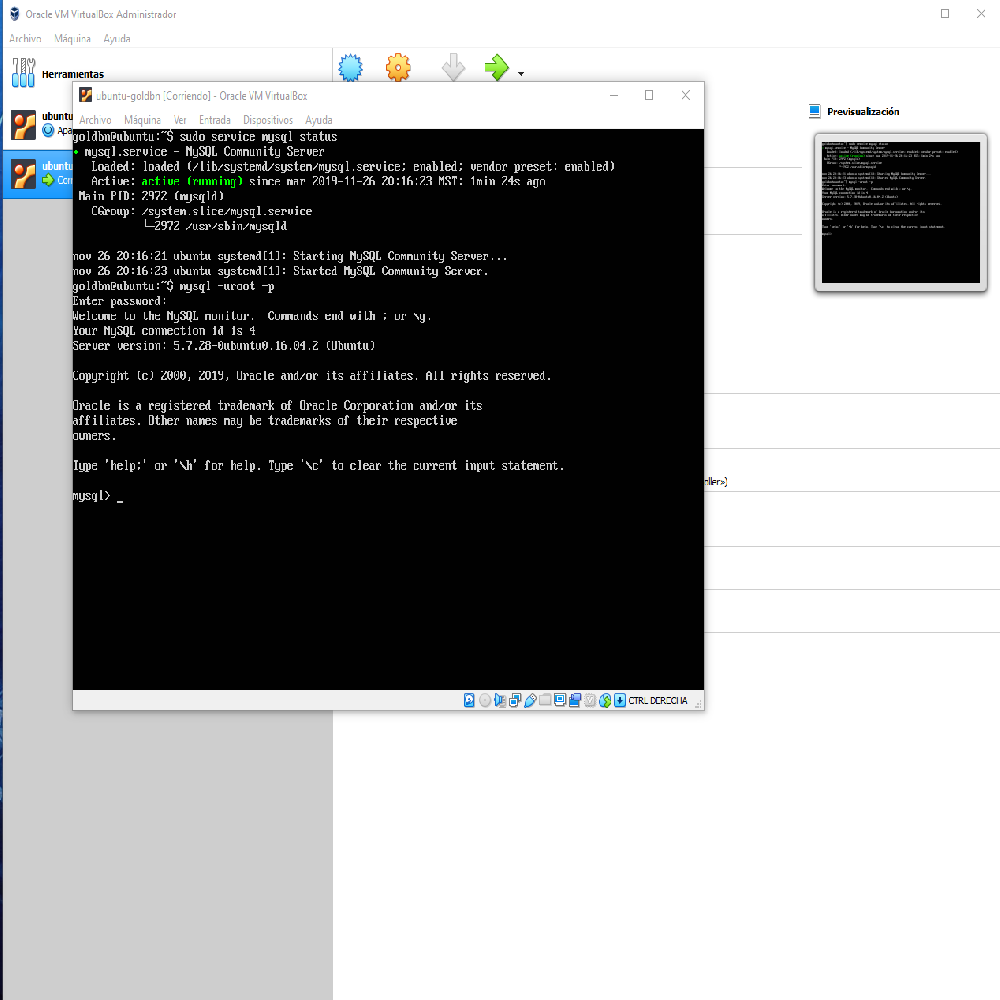 Oracle VM VirtualBox Administrador
Archivo Máquina Ayuda
Herramientas
ubuntu-goldbn [Corriendo] - Oracle VM VirtualBox
Archivo Máquina Ver Entrada Dispositivos Ayuda
goldbn@ubuntu:~$ sudo service mysql status
● mysql.service - MySQL Community Server
Loaded: loaded (/lib/systemd/system/mysql.service; enabled; vendor preset: enabled)
Active: active (running) since mar 2019-11-26 20:16:23 MST: 1min 24s ago
Main PID: 2972 (mysqld)
CGroup: /system.slice/mysql.service
└─2972 /usr/sbin/mysqld
nov 26 20:16:21 ubuntu systemd[1]: Starting MySQL Community Server...
nov 26 20:16:23 ubuntu systemd[1]: Started MySQL Community Server.
goldbn@ubuntu:~$ mysql -uroot -p
Enter password:
Welcome to the MySQL monitor.  Commands end with ; or \g.
Your MySQL connection id is 4
Server version: 5.7.28-0ubuntu0.16.04.2 (Ubuntu)
Copyright (c) 2000, 2019, Oracle and/or its affiliates. All rights reserved.
Oracle is a registered trademark of Oracle Corporation and/or its
affiliates. Other names may be trademarks of their respective
owners.
Type 'help;' or '\h' for help. Type '\c' to clear the current input statement.
mysql> _
CTRL DERECHA
ubuntu
Apa
ubuntu
Corr
Previsualización
oller»)